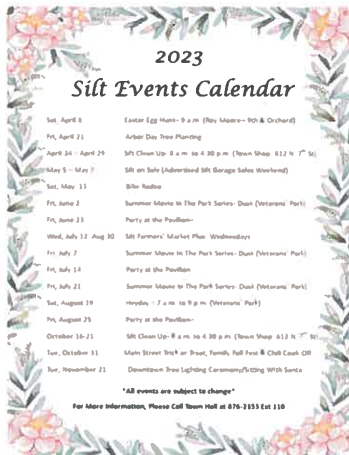 2023
Silt Events Calendar
Sat, April 8 Easter Egg Hunt- 9 a.m. (Roy Moore- 9th & Orchard)
Fri, April 21 Arbor Day Tree Planting
April 24 - April 29 Silt Clean Up- 8 a.m. to 4:30 p.m. (Town Shop 612 N 7th St)
May 5 - May 7 Silt on Sale (Advertised Silt Garage Sales Weekend)
Sat, May 13 Bike Rodeo
Fri, June 2 Summer Movie In The Park Series- Dusk (Veterans' Park)
Fri, June 23 Party at the Pavilion-
Wed, July 12 Aug 30 Silt Farmers' Market Plus Wednesdays
Fri, July 7 Summer Movie In The Park Series- Dusk (Veterans' Park)
Fri, July 14 Party at the Pavilion
Fri, July 21 Summer Movie In The Park Series- Dusk (Veterans' Park)
Sat, August 19 Heyday - 7 a.m. to 9 p.m. (Veterans' Park)
Fri, August 25 Party at the Pavilion-
October 16-21 Silt Clean Up- 8 a.m. to 4:30 p.m. (Town Shop 612 N 7th St)
Tue, October 31 Main Street Trick or Treat, Family Fall Fest & Chili Cook Off
Tue, November 21 Downtown Tree Lighting Ceremony/Sitting With Santa
*All events are subject to change*
For More Information, Please Call Town Hall at 876-2353 Ext 110